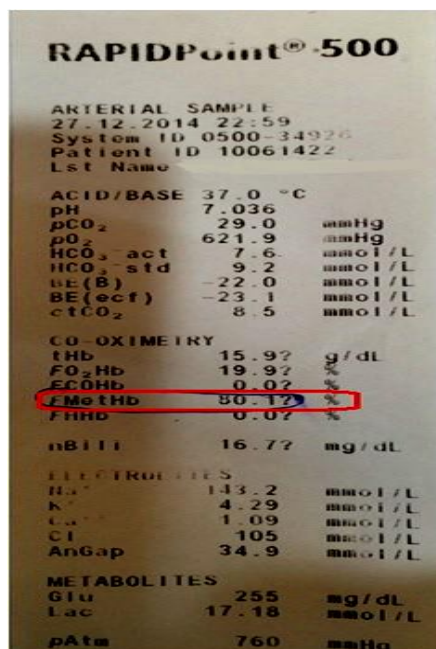 RAPIDPoint® 500
ARTERIAL SAMPLE
27.12.2014 22:59
System ID 0500-34926
Patient ID 10061422
Lst Name
ACID/BASE 37.0 °C
pH 7.036
pCO₂ 29.0 mmHg
pO₂ 621.9 mmHg
HCO₃⁻act 7.6 mmol/L
HCO₃⁻std 9.2 mmol/L
BE(B) -22.0 mmol/L
BE(ecf) -23.1 mmol/L
ctCO₂ 8.5 mmol/L
CO-OXIMETRY
tHb 15.9? g/dL
FO₂Hb 19.9? %
FCOHb 0.0? %
FMetHb 80.1? %
FHHb 0.0? %
nBili 16.7? mg/dL
ELECTROLYTES
Na⁺ 143.2 mmol/L
K⁺ 4.29 mmol/L
Ca⁺⁺ 1.09 mmol/L
Cl⁻ 105 mmol/L
AnGap 34.9 mmol/L
METABOLITES
Glu 255 mg/dL
Lac 17.18 mmol/L
pAtm 760 mmHg